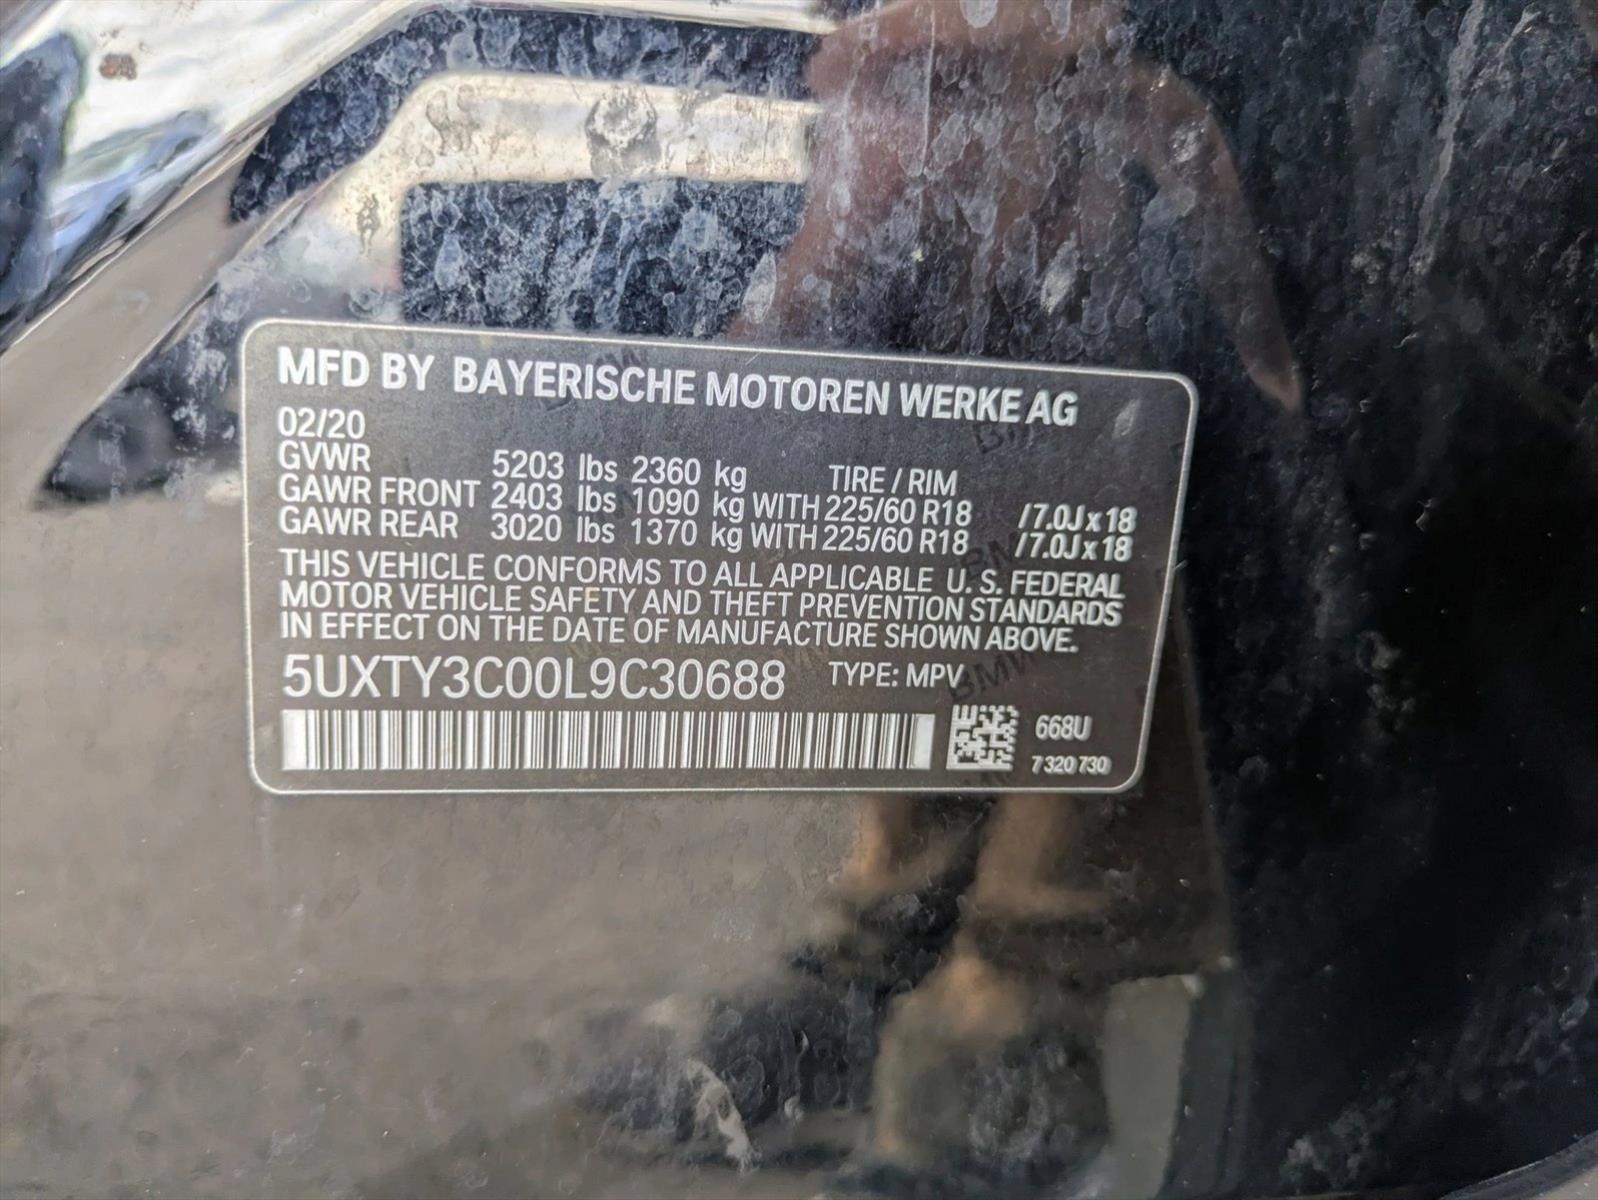 MFD BY BAYERISCHE MOTOREN WERKE AG
02/20
GVWR 5203 lbs 2360 kg TIRE / RIM
GAWR FRONT 2403 lbs 1090 kg WITH 225/60 R18 /7.0J x 18
GAWR REAR 3020 lbs 1370 kg WITH 225/60 R18 /7.0J x 18
THIS VEHICLE CONFORMS TO ALL APPLICABLE U. S. FEDERAL
MOTOR VEHICLE SAFETY AND THEFT PREVENTION STANDARDS
IN EFFECT ON THE DATE OF MANUFACTURE SHOWN ABOVE.
5UXTY3C00L9C30688 TYPE: MPV
668U
7 320 730